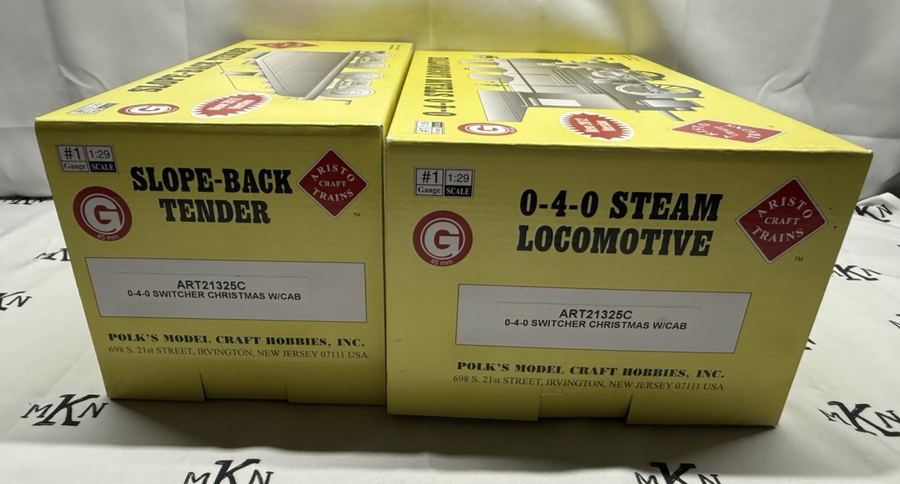 SLOPE-BACK TENDER
G
#1 Gauge
1:29 SCALE
SLOPE-BACK
TENDER
ARISTO
CRAFT
TRAINS
TM
G
45 mm
ART21325C
0-4-0 SWITCHER CHRISTMAS W/CAB
POLK'S MODEL CRAFT HOBBIES, INC.
698 S. 21st STREET, IRVINGTON, NEW JERSEY 07111 USA
0-4-0 STEAM LOCOMOTIVE
G
#1 Gauge
1:29 SCALE
0-4-0 STEAM
LOCOMOTIVE
ARISTO
CRAFT
TRAINS
TM
G
45 mm
ART21325C
0-4-0 SWITCHER CHRISTMAS W/CAB
POLK'S MODEL CRAFT HOBBIES, INC.
698 S. 21st STREET, IRVINGTON, NEW JERSEY 07111 USA
MKN
MKN
MKN
MKN
MKN